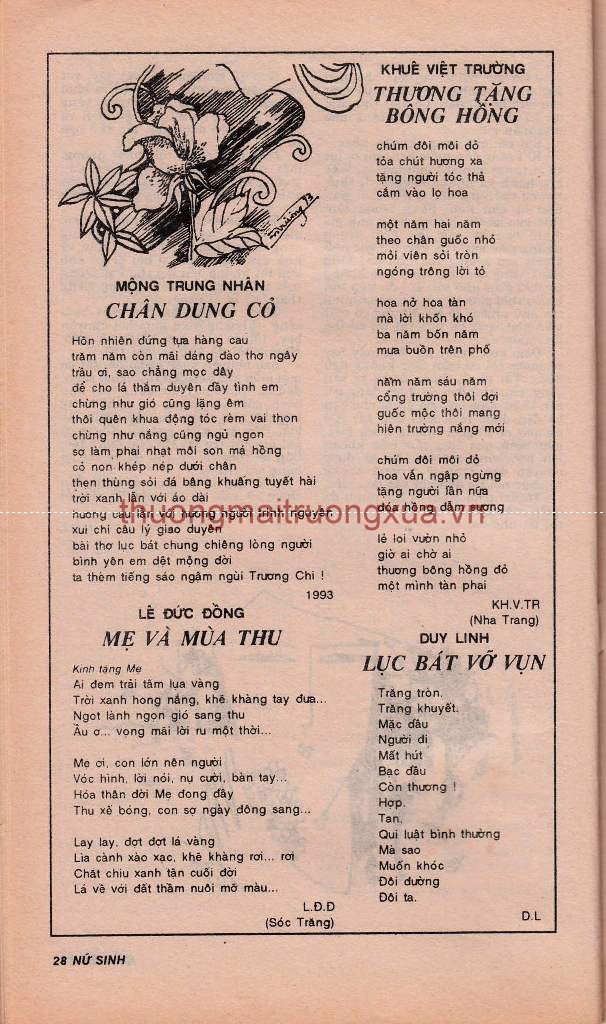 MỘNG TRUNG NHÂN
CHÂN DUNG CỎ
Hồn nhiên đứng tựa hàng cau
trăm năm còn mãi dáng đào thơ ngây
trầu ơi, sao chẳng mọc dây
để cho lá thắm duyên đầy tình em
chừng như gió cũng lặng êm
thôi quên khua động tóc rèm vai thon
chừng như nắng cũng ngủ ngon
sợ làm phai nhạt môi son má hồng
cỏ non khép nép dưới chân
thẹn thùng sỏi đá bâng khuâng tuyết hài
trời xanh lẫn với áo dài
hương cau lẫn với hương người trinh nguyên
xui chi câu lý giao duyên
bài thơ lục bát chung chiêng lòng người
bình yên em dệt mộng đời
ta thèm tiếng sáo ngậm ngùi Trương Chi !
1993
LÊ ĐỨC ĐỒNG
MẸ VÀ MÙA THU
Kính tặng Mẹ
Ai đem trải tấm lụa vàng
Trời xanh hong nắng, khẽ khàng tay đưa...
Ngọt lành ngọn gió sang thu
Ầu ơ... vọng mãi lời ru một thời...
Mẹ ơi, con lớn nên người
Vóc hình, lời nói, nụ cười, bàn tay...
Hóa thân đời Mẹ đong đầy
Thu xế bóng, con sợ ngày đông sang...
Lay lay, đợt đợt lá vàng
Lìa cành xào xạc, khẽ khàng rơi... rơi
Chắt chiu xanh tận cuối đời
Lá về với đất thầm nuôi mỡ màu...
L.Đ.Đ
(Sóc Trăng)
KHUÊ VIỆT TRƯỜNG
THƯƠNG TẶNG
BÔNG HỒNG
chúm đôi môi đỏ
tỏa chút hương xa
tặng người tóc thả
cắm vào lọ hoa
một năm hai năm
theo chân guốc nhỏ
mỗi viên sỏi tròn
ngóng trông lời tỏ
hoa nở hoa tàn
mà lời khốn khó
ba năm bốn năm
mưa buồn trên phố
năm năm sáu năm
cổng trường thôi đợi
guốc mộc thôi mang
hiên trường nắng mới
chúm đôi môi đỏ
hoa vẫn ngập ngừng
tặng người lần nữa
đóa hồng đẫm sương
lẻ loi vườn nhỏ
giờ ai chờ ai
thương bông hồng đỏ
một mình tàn phai
KH.V.TR
(Nha Trang)
DUY LINH
LỤC BÁT VỠ VỤN
Trăng tròn.
Trăng khuyết.
Mặc dầu
Người đi
Mất hút
Bạc đầu
Còn thương !
Hợp.
Tan.
Qui luật bình thường
Mà sao
Muốn khóc
Đôi đường
Đôi ta.
D.L
28 NỮ SINH
thuongmaitruongxua.vn